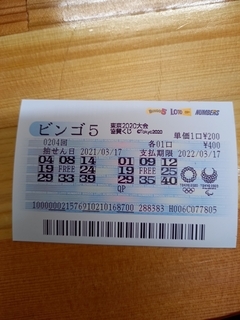 LOTO NUMBERS
ビンゴ5
東京2020大会
協賛くじ ©Tokyo2020
単価1口¥200
0204回
各01口
¥400
抽せん日 2021/03/17
支払期限 2022/03/17
04 08 14 01 09 12
19 FREE 24 19 FREE 25
29 33 39 29 35 40
QP
288383 H006C077805